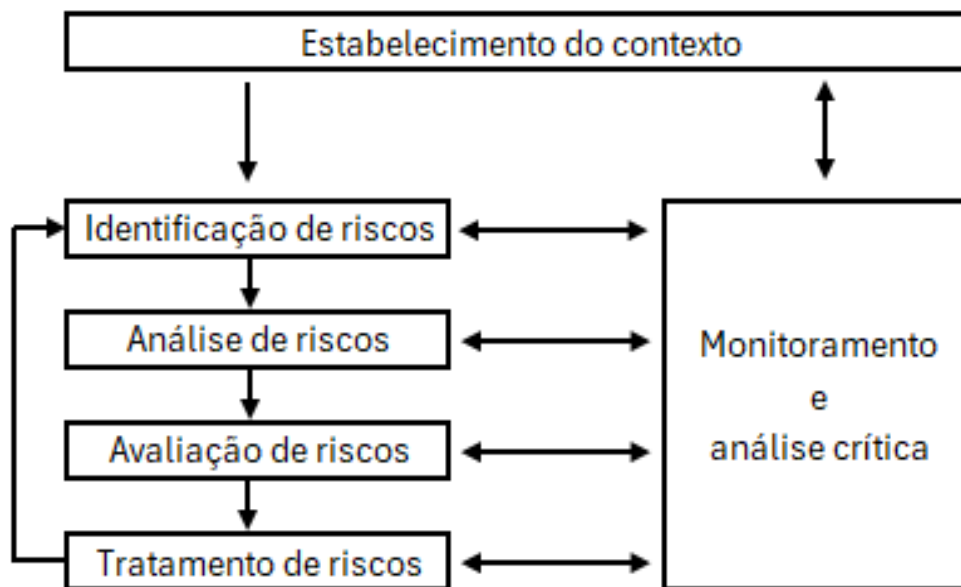 Estabelecimento do contexto
Identificação de riscos
Análise de riscos
Avaliação de riscos
Tratamento de riscos
Monitoramento
e
análise crítica